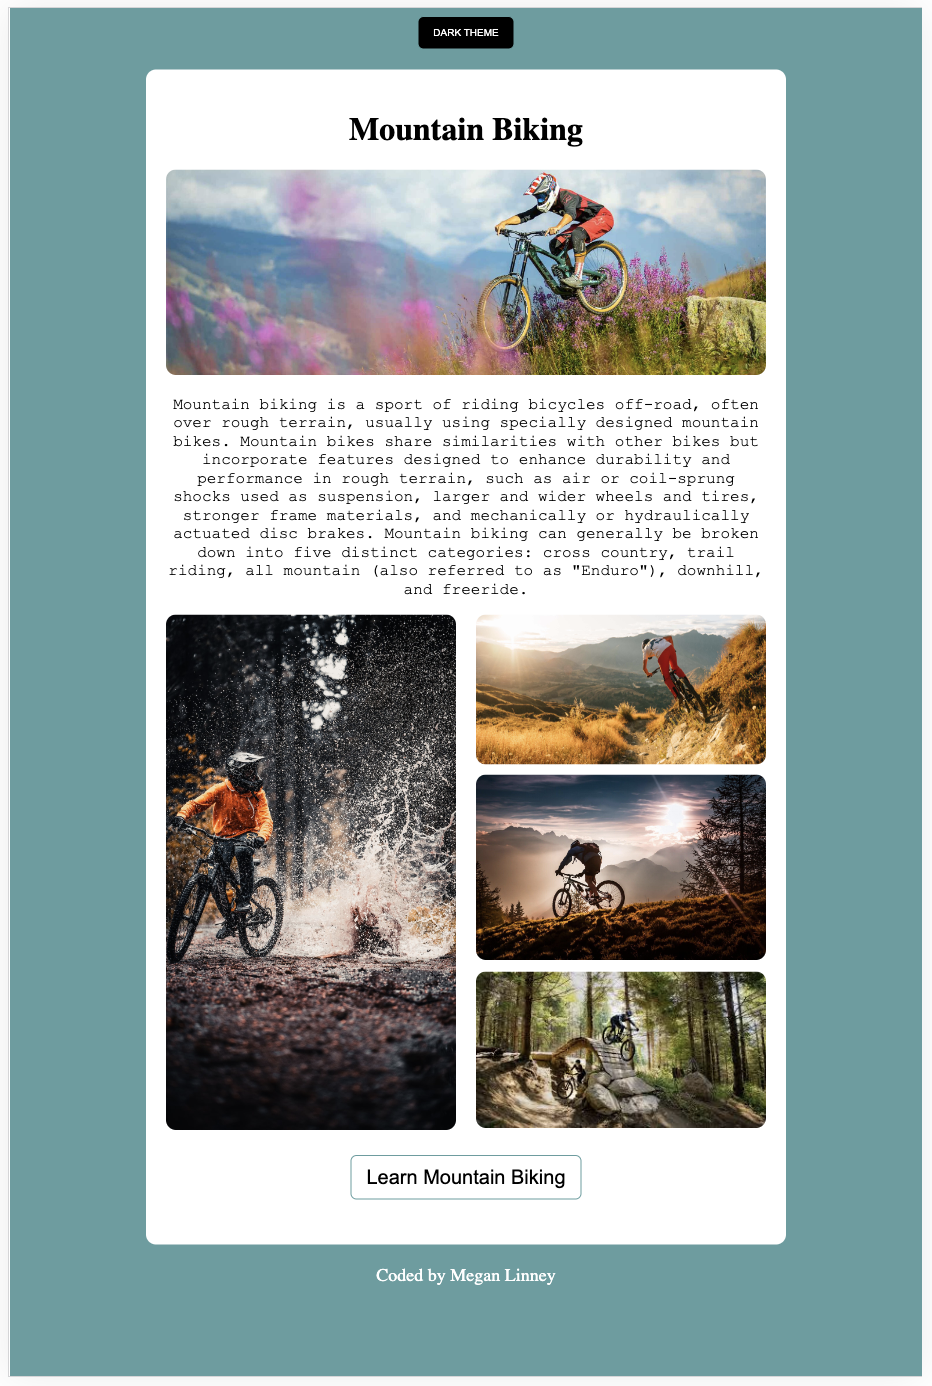 DARK THEME
Mountain Biking
Mountain biking is a sport of riding bicycles off-road, often
over rough terrain, usually using specially designed mountain
bikes. Mountain bikes share similarities with other bikes but
incorporate features designed to enhance durability and
performance in rough terrain, such as air or coil-sprung
shocks used as suspension, larger and wider wheels and tires,
stronger frame materials, and mechanically or hydraulically
actuated disc brakes. Mountain biking can generally be broken
down into five distinct categories: cross country, trail
riding, all mountain (also referred to as "Enduro"), downhill,
and freeride.
Learn Mountain Biking
Coded by Megan Linney